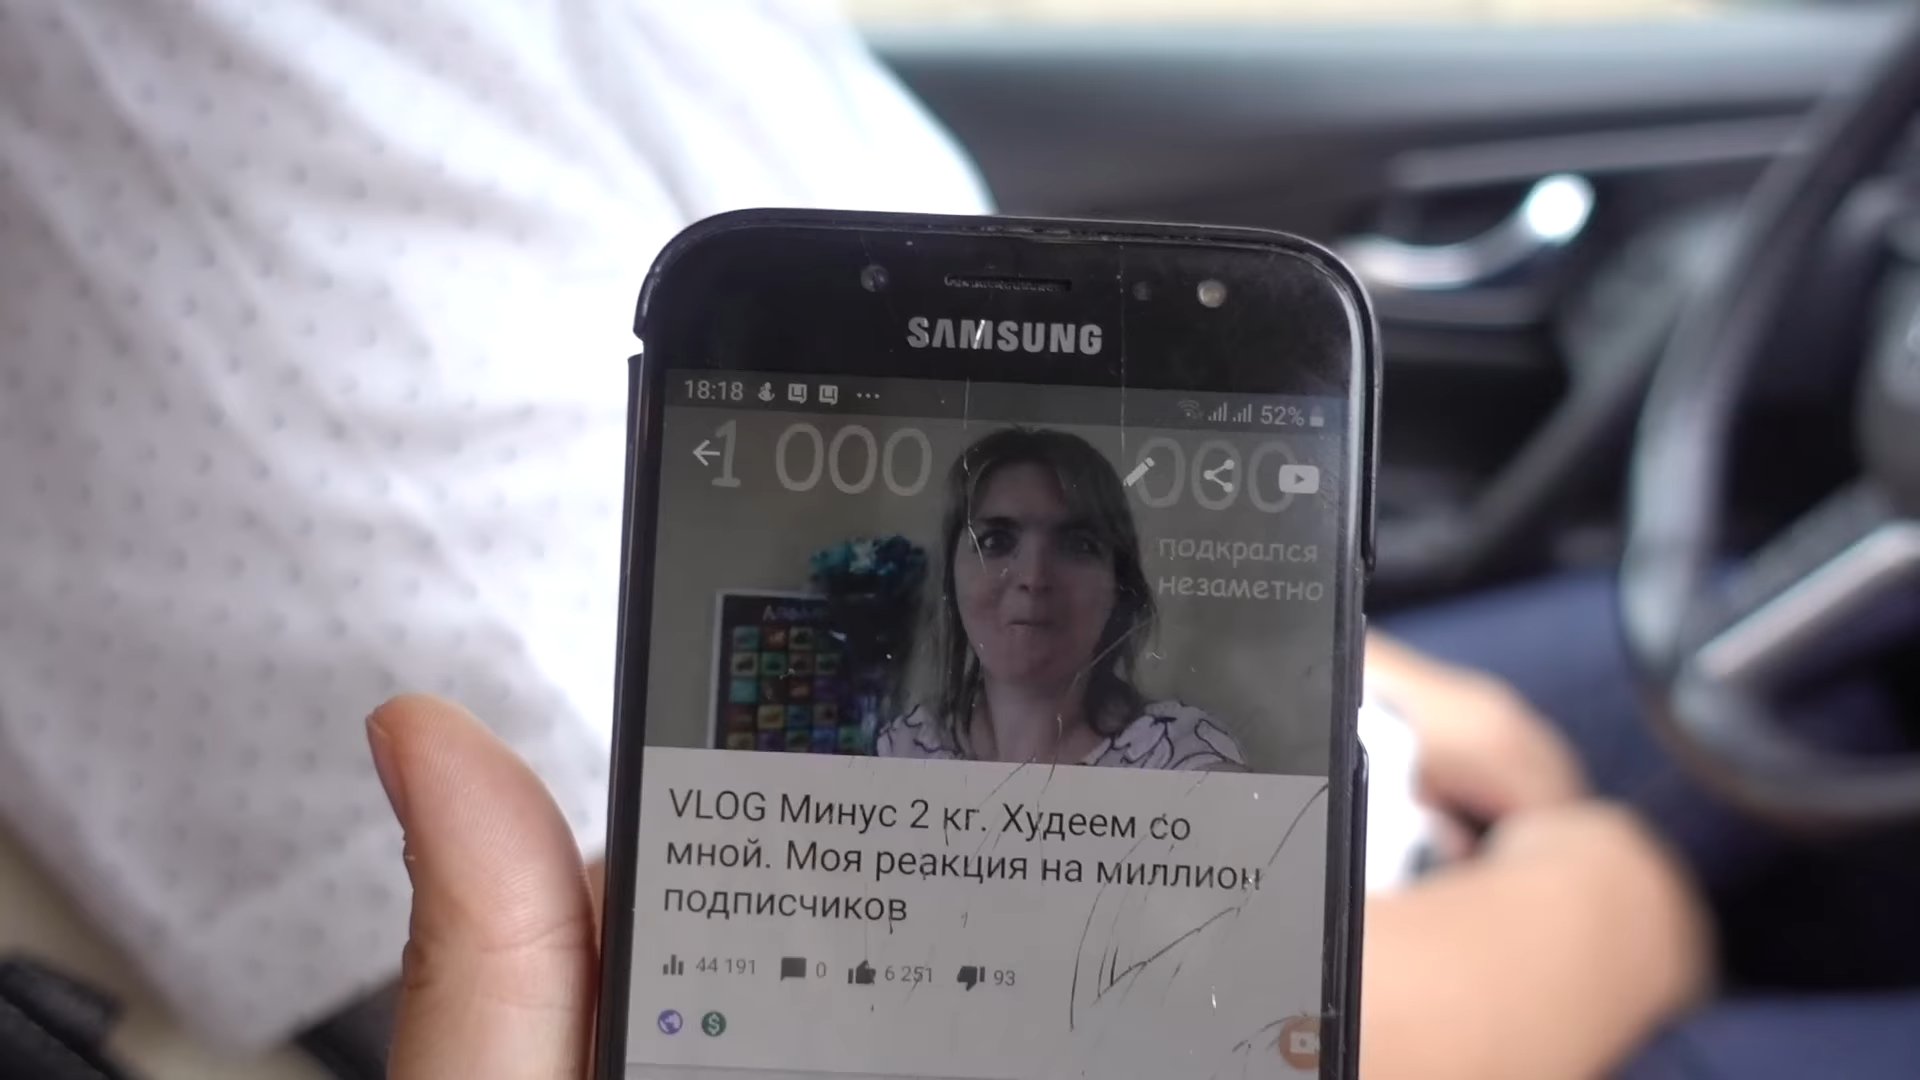 SAMSUNG
18:18
52%
1 000 000
подкрался
незаметно
VLOG Минус 2 кг. Худеем со
мной. Моя реакция на миллион
подписчиков
44 191 0 6 251 93